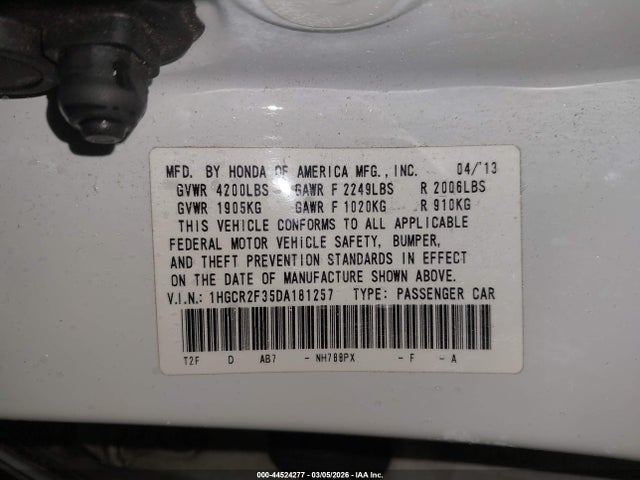 MFD. BY HONDA OF AMERICA MFG., INC. 04/'13
GVWR 4200LBS GAWR F 2249LBS R 2006LBS
GVWR 1905KG GAWR F 1020KG R 910KG
THIS VEHICLE CONFORMS TO ALL APPLICABLE
FEDERAL MOTOR VEHICLE SAFETY, BUMPER,
AND THEFT PREVENTION STANDARDS IN EFFECT
ON THE DATE OF MANUFACTURE SHOWN ABOVE.
V.I.N.: 1HGCR2F35DA181257 TYPE: PASSENGER CAR
T2F D AB7 - NH788PX - F - A
000-44524277 - 03/05/2026 - IAA Inc.